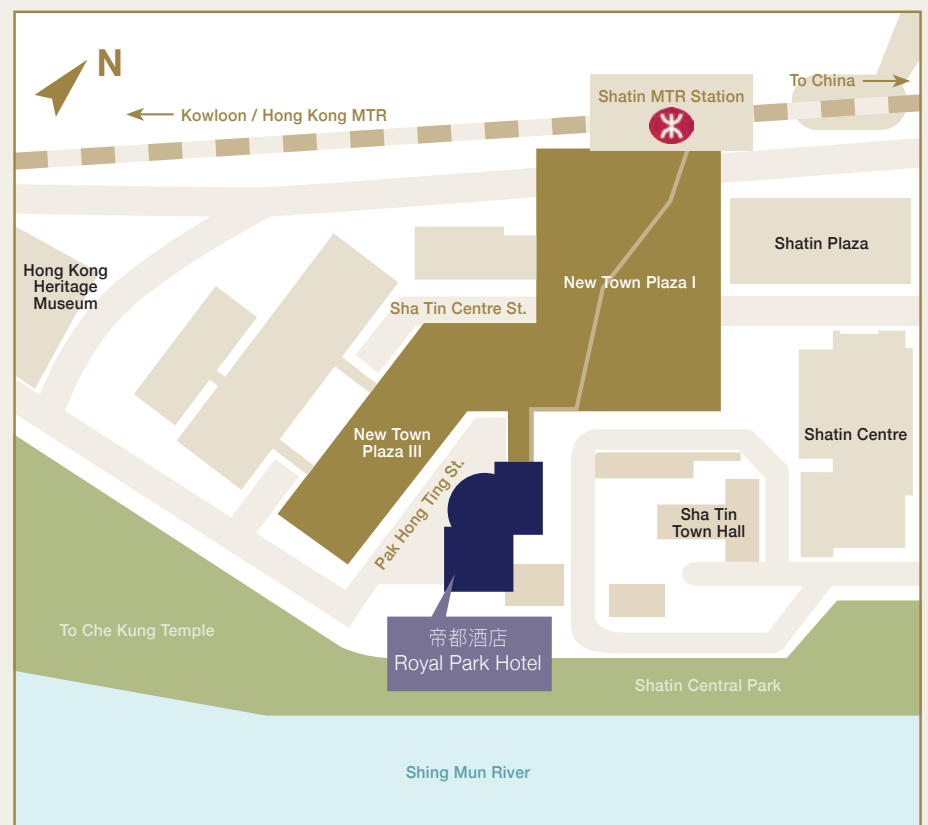 N
To China
Shatin MTR Station
Kowloon / Hong Kong MTR
Shatin Plaza
Hong Kong
Heritage
Museum
New Town Plaza I
Sha Tin Centre St.
New Town
Plaza III
Shatin Centre
Pak Hong Ting St.
Sha Tin
Town Hall
To Che Kung Temple
帝都酒店
Royal Park Hotel
Shatin Central Park
Shing Mun River